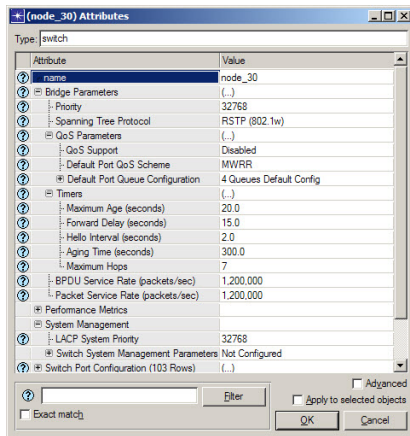 (node_30) Attributes
Type: switch
Attribute Value
name node_30
Bridge Parameters (...)
Priority 32768
Spanning Tree Protocol RSTP (802.1w)
QoS Parameters (...)
QoS Support Disabled
Default Port QoS Scheme MWRR
Default Port Queue Configuration 4 Queues Default Config
Timers (...)
Maximum Age (seconds) 20.0
Forward Delay (seconds) 15.0
Hello Interval (seconds) 2.0
Aging Time (seconds) 300.0
Maximum Hops 7
BPDU Service Rate (packets/sec) 1,200,000
Packet Service Rate (packets/sec) 1,200,000
Performance Metrics
System Management
LACP System Priority 32768
Switch System Management Parameters Not Configured
Switch Port Configuration (103 Rows) (...)
Advanced
Filter
Apply to selected objects
Exact match
OK Cancel